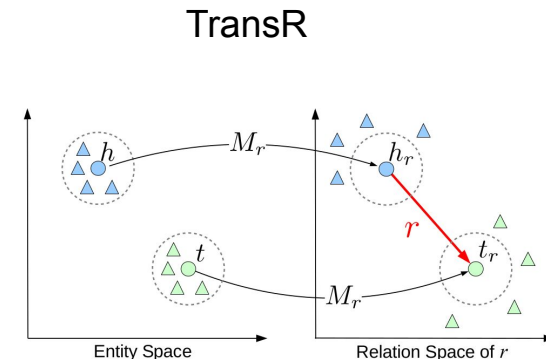 TransR
h
M_r
h_r
r
t
t_r
M_r
Entity Space
Relation Space of r